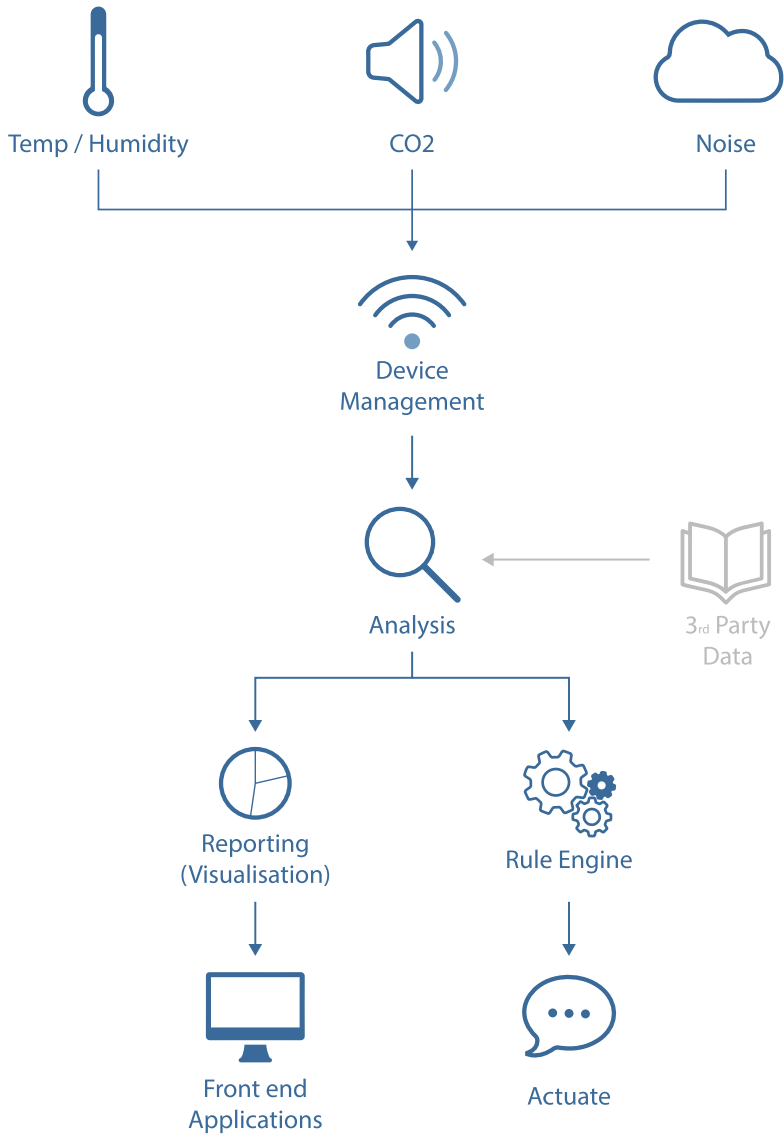 Temp / Humidity
CO2
Noise
Device
Management
Analysis
3rd Party
Data
Reporting
(Visualisation)
Rule Engine
Front end
Applications
Actuate